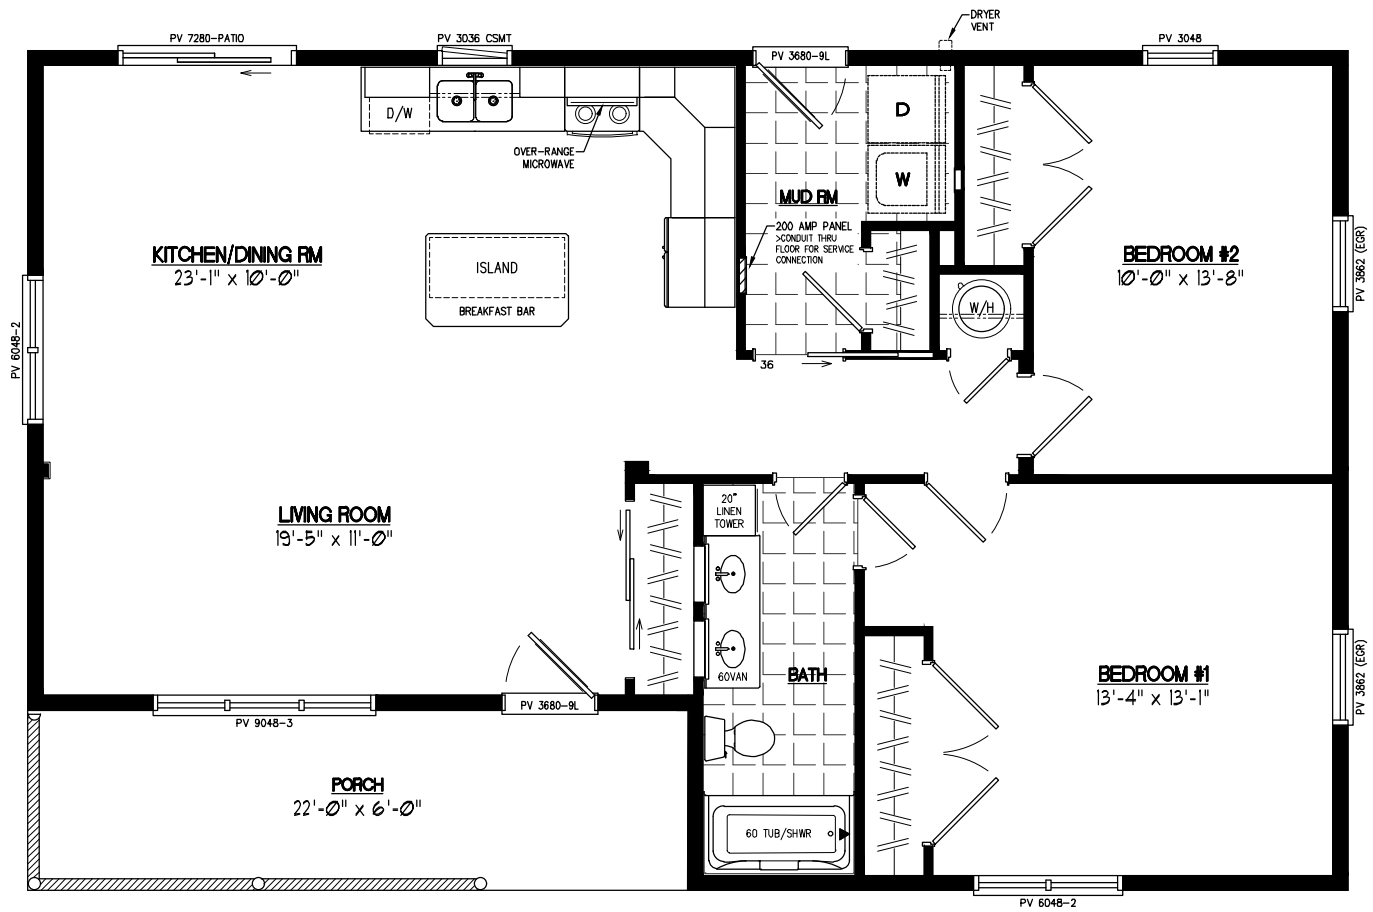 DRYER
VENT
PV 7280-PATIO
PV 3036 CSMT
PV 3680-9L
PV 3048
D/W
OVER-RANGE
MICROWAVE
D
W
MUD RM
200 AMP PANEL
>CONDUIT THRU
FLOOR FOR SERVICE
CONNECTION
KITCHEN/DINING RM
23'-1" x 10'-0"
ISLAND
BREAKFAST BAR
BEDROOM #2
10'-0" x 13'-8"
PV 3862 (EGR)
W/H
PV 6048-2
36
LIVING ROOM
19'-5" x 11'-0"
20"
LINEN
TOWER
60VAN
BATH
BEDROOM #1
13'-4" x 13'-1"
PV 3862 (EGR)
PV 9048-3
PV 3680-9L
PORCH
22'-0" x 6'-0"
60 TUB/SHWR
PV 6048-2